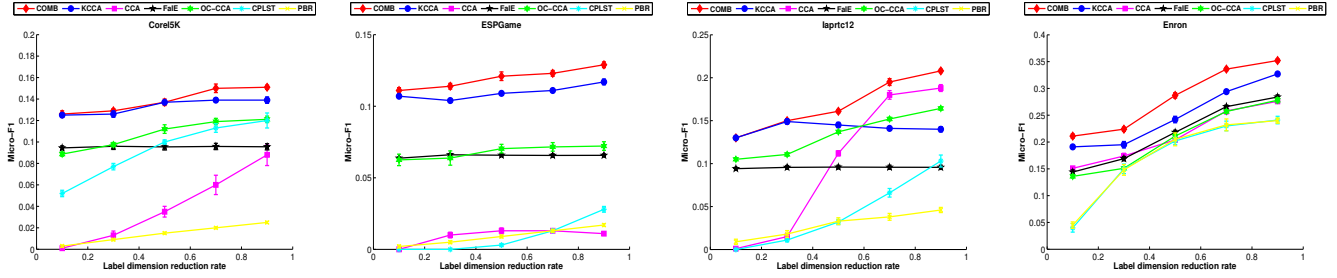 COMB KCCA CCA FaIE OC-CCA CPLST PBR
Corel5K
Micro-F1
0.2
0.18
0.16
0.14
0.12
0.1
0.08
0.06
0.04
0.02
0
0 0.2 0.4 0.6 0.8 1
Label dimension reduction rate
COMB KCCA CCA FaIE OC-CCA CPLST PBR
ESPGame
Micro-F1
0.15
0.1
0.05
0
0 0.2 0.4 0.6 0.8 1
Label dimension reduction rate
COMB KCCA CCA FaIE OC-CCA CPLST PBR
Iaprtc12
Micro-F1
0.25
0.2
0.15
0.1
0.05
0
0 0.2 0.4 0.6 0.8 1
Label dimension reduction rate
COMB KCCA CCA FaIE OC-CCA CPLST PBR
Enron
Micro-F1
0.4
0.35
0.3
0.25
0.2
0.15
0.1
0.05
0
0 0.2 0.4 0.6 0.8 1
Label dimension reduction rate